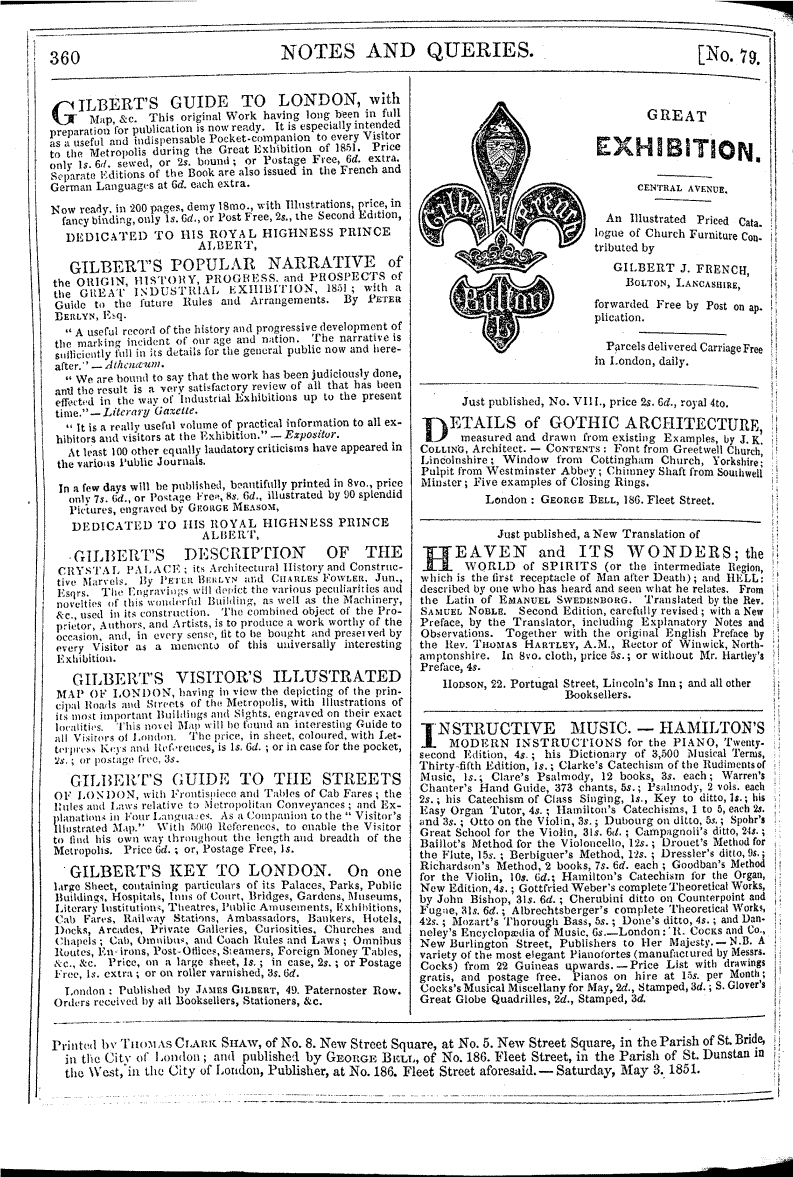 360
NOTES AND QUERIES.
[No. 79.
GILBERT'S GUIDE TO LONDON, with
Map, &c. This original Work having long been in full
preparation for publication is now ready. It is especially intended
as a useful and indispensable Pocket-companion to every Visitor
to the Metropolis during the Great Exhibition of 1851. Price
only 1s. 6d. sewed, or 2s. bound; or Postage Free, 6d. extra.
Separate Editions of the Book are also issued in the French and
German Languages at 6d. each extra.
Now ready, in 200 pages, demy 18mo., with Illustrations, price, in
fancy binding, only 1s. 6d., or Post Free, 2s., the Second Edition,
DEDICATED TO HIS ROYAL HIGHNESS PRINCE
ALBERT,
GILBERT'S POPULAR NARRATIVE of
the ORIGIN, HISTORY, PROGRESS, and PROSPECTS of
the GREAT INDUSTRIAL EXHIBITION, 1851; with a
Guide to the future Rules and Arrangements. By PETER
BERLYN, Esq.
"A useful record of the history and progressive development of
the marking incident of our age and nation. The narrative is
sufficiently full in its details for the general public now and here-
after."—Athenæum.
"We are bound to say that the work has been judiciously done,
and the result is a very satisfactory review of all that has been
effected in the way of Industrial Exhibitions up to the present
time."—Literary Gazette.
"It is a really useful volume of practical information to all ex-
hibitors and visitors at the Exhibition."—Expositor.
At least 100 other equally laudatory criticisms have appeared in
the various Public Journals.
In a few days will be published, beautifully printed in 8vo., price
only 7s. 6d., or Postage Free, 8s. 6d., illustrated by 90 splendid
Pictures, engraved by GEORGE MEASOM,
DEDICATED TO HIS ROYAL HIGHNESS PRINCE
ALBERT,
GILBERT'S DESCRIPTION OF THE
CRYSTAL PALACE; its Architectural History and Construc-
tive Marvels. By PETER BERLYN and CHARLES FOWLER, Jun.,
Esqrs. The Engravings will depict the various peculiarities and
novelties of this wonderful Building, as well as the Machinery,
&c., used in its construction. The combined object of the Pro-
prietor, Authors, and Artists, is to produce a work worthy of the
occasion, and, in every sense, fit to be bought and preserved by
every Visitor as a memento of this universally interesting
Exhibition.
GILBERT'S VISITOR'S ILLUSTRATED
MAP OF LONDON, having in view the depicting of the prin-
cipal Roads and Streets of the Metropolis, with Illustrations of
its most important Buildings and Sights, engraved on their exact
localities. This novel Map will be found an interesting Guide to
all Visitors of London. The price, in sheet, coloured, with Let-
terpress Keys and References, is 1s. 6d.; or in case for the pocket,
2s.; or postage free, 3s.
GILBERT'S GUIDE TO THE STREETS
OF LONDON, with Frontispiece and Tables of Cab Fares; the
Rules and Laws relative to Metropolitan Conveyances; and Ex-
planations in Four Languages. As a Companion to the "Visitor's
Illustrated Map." With 5000 References, to enable the Visitor
to find his own way throughout the length and breadth of the
Metropolis. Price 6d.; or, Postage Free, 1s.
GILBERT'S KEY TO LONDON. On one
large Sheet, containing particulars of its Palaces, Parks, Public
Buildings, Hospitals, Inns of Court, Bridges, Gardens, Museums,
Literary Institutions, Theatres, Public Amusements, Exhibitions,
Cab Fares, Railway Stations, Ambassadors, Bankers, Hotels,
Docks, Arcades, Private Galleries, Curiosities, Churches and
Chapels; Cab, Omnibus, and Coach Rules and Laws; Omnibus
Routes, En-irons, Post-Offices, Steamers, Foreign Money Tables,
&c., &c. Price, on a large sheet, 1s.; in case, 2s.; or Postage
Free, 1s. extra; or on roller varnished, 3s. 6d.
London: Published by JAMES GILBERT, 49. Paternoster Row.
Orders received by all Booksellers, Stationers, &c.
Gilbert J. French
Bolton
GREAT
EXHIBITION.
CENTRAL AVENUE.
An Illustrated Priced Cata-
logue of Church Furniture Con-
tributed by
GILBERT J. FRENCH,
BOLTON, LANCASHIRE,
forwarded Free by Post on ap-
plication.
Parcels delivered Carriage Free
in London, daily.
Just published, No. VIII., price 2s. 6d., royal 4to.
DETAILS of GOTHIC ARCHITECTURE,
measured and drawn from existing Examples, by J. K.
COLLING, Architect. — CONTENTS: Font from Greetwell Church,
Lincolnshire; Window from Cottingham Church, Yorkshire;
Pulpit from Westminster Abbey; Chimney Shaft from Southwell
Minster; Five examples of Closing Rings.
London: GEORGE BELL, 186. Fleet Street.
Just published, a New Translation of
HEAVEN and ITS WONDERS; the
WORLD of SPIRITS (or the intermediate Region,
which is the first receptacle of Man after Death); and HELL:
described by one who has heard and seen what he relates. From
the Latin of EMANUEL SWEDENBORG. Translated by the Rev.
SAMUEL NOBLE. Second Edition, carefully revised; with a New
Preface, by the Translator, including Explanatory Notes and
Observations. Together with the original English Preface by
the Rev. THOMAS HARTLEY, A.M., Rector of Winwick, North-
amptonshire. In 8vo. cloth, price 5s.; or without Mr. Hartley's
Preface, 4s.
HODSON, 22. Portugal Street, Lincoln's Inn; and all other
Booksellers.
INSTRUCTIVE MUSIC. — HAMILTON'S
MODERN INSTRUCTIONS for the PIANO, Twenty-
second Edition, 4s.; his Dictionary of 3,500 Musical Terms,
Thirty-fifth Edition, 1s.; Clarke's Catechism of the Rudiments of
Music, 1s.; Clare's Psalmody, 12 books, 3s. each; Warren's
Chanter's Hand Guide, 373 chants, 5s.; Psalmody, 2 vols. each
2s.; his Catechism of Class Singing, 1s., Key to ditto, 1s.; his
Easy Organ Tutor, 4s.; Hamilton's Catechisms, 1 to 5, each 2s.
and 3s.; Otto on the Violin, 3s.; Dubourg on ditto, 5s.; Spohr's
Great School for the Violin, 31s. 6d.; Campagnoli's ditto, 24s.;
Baillot's Method for the Violoncello, 12s.; Drouet's Method for
the Flute, 15s.; Berbiguer's Method, 12s.; Dressler's ditto, 9s.;
Richardson's Method, 2 books, 7s. 6d. each; Goodban's Method
for the Violin, 10s. 6d.; Hamilton's Catechism for the Organ,
New Edition, 4s.; Gottfried Weber's complete Theoretical Works,
by John Bishop, 31s. 6d.; Cherubini ditto on Counterpoint and
Fugue, 31s. 6d.; Albrechtsberger's complete Theoretical Works,
42s.; Mozart's Thorough Bass, 5s.; Done's ditto, 4s.; and Dan-
neley's Encyclopædia of Music, 6s.—London: R. COCKS and Co.,
New Burlington Street, Publishers to Her Majesty.—N.B. A
variety of the most elegant Pianofortes (manufactured by Messrs.
Cocks) from 22 Guineas upwards.—Price List with drawings
gratis, and postage free. Pianos on hire at 15s. per Month;
Cocks's Musical Miscellany for May, 2d., Stamped, 3d.; S. Glover's
Great Globe Quadrilles, 2d., Stamped, 3d.
Printed by THOMAS CLARK SHAW, of No. 8. New Street Square, at No. 5. New Street Square, in the Parish of St. Bride,
in the City of London; and published by GEORGE BELL, of No. 186. Fleet Street, in the Parish of St. Dunstan in
the West, in the City of London, Publisher, at No. 186. Fleet Street aforesaid.—Saturday, May 3. 1851.